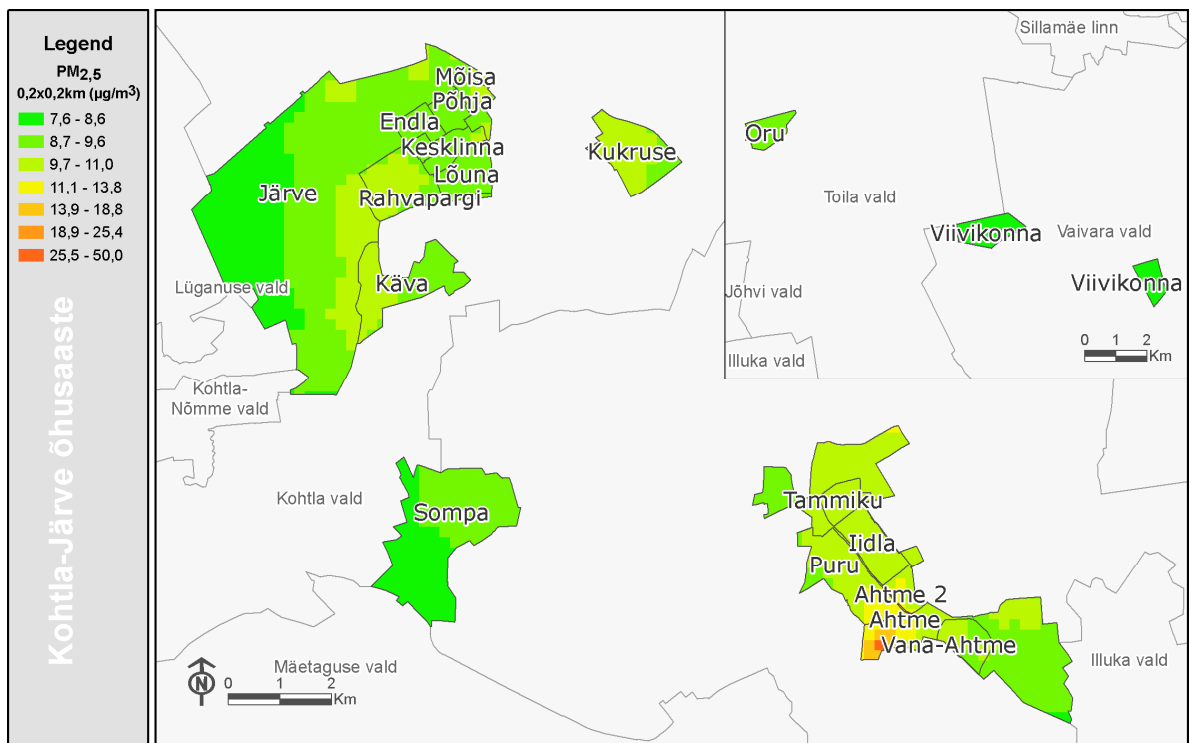 Legend
PM2,5
0,2x0,2km (µg/m³)
7,6 - 8,6
8,7 - 9,6
9,7 - 11,0
11,1 - 13,8
13,9 - 18,8
18,9 - 25,4
25,5 - 50,0
Kohtla-Järve õhusaaste
Mõisa
Põhja
Endla
Kesklinna
Lõuna
Järve
Rahvapargi
Käva
Kukruse
Lüganuse vald
Kohtla-
Nõmme vald
Kohtla vald
Sompa
Mäetaguse vald
N
0 1 2
Km
Sillamäe linn
Oru
Toila vald
Viivikonna
Vaivara vald
Viivikonna
Jõhvi vald
Illuka vald
0 1 2
Km
Tammiku
Iidla
Puru
Ahtme 2
Ahtme
Vana-Ahtme
Illuka vald